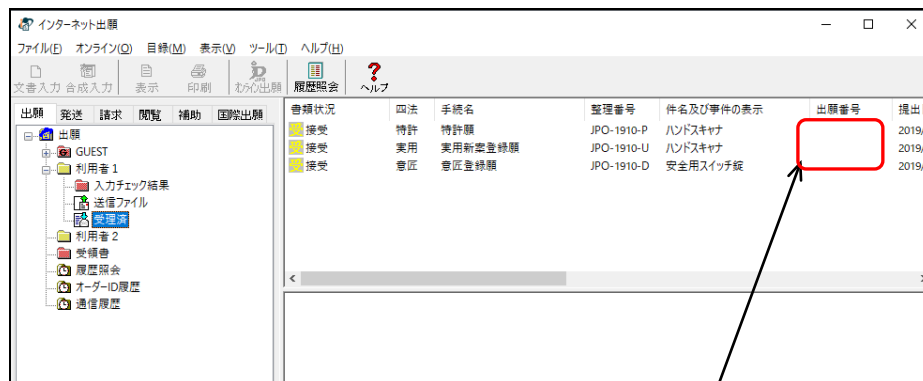 インターネット出願
ファイル(F) オンライン(O) 目録(M) 表示(V) ツール(T) ヘルプ(H)
文書入力 合成入力 表示 印刷 オンライン出願 履歴照会 ヘルプ
出願 発送 請求 閲覧 補助 国際出願
出願
GUEST
利用者1
入力チェック結果
送信ファイル
受理済
利用者2
受領書
履歴照会
オーダーID履歴
通信履歴
書類状況 四法 手続名 整理番号 件名及び事件の表示 出願番号 提出
受 接受 特許 特許願 JPO-1910-P ハンドスキャナ 2019/
受 接受 実用 実用新案登録願 JPO-1910-U ハンドスキャナ 2019/
受 接受 意匠 意匠登録願 JPO-1910-D 安全用スイッチ錠 2019/